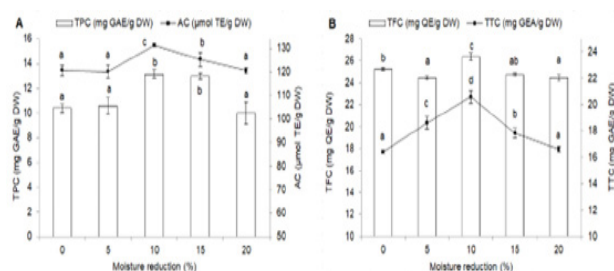 A
TPC (mg GAE/g DW)
AC (µmol TE/g DW)
TPC (mg GAE/g DW)
16
14
12
10
8
6
4
2
0
a
a
c
b
a
a
a
b
b
a
AC (µmol TE/g DW)
130
120
110
100
90
80
70
60
50
0 5 10 15 20
Moisture reduction (%)
B
TFC (mg QE/g DW)
TTC (mg GEA/g DW)
TFC (mg QE/g DW)
28
26
24
22
20
18
16
14
12
10
b
a
c
ab
a
a
c
d
b
a
TTC (mg GEA/g DW)
24
22
20
18
16
14
12
10
0 5 10 15 20
Moisture reduction (%)